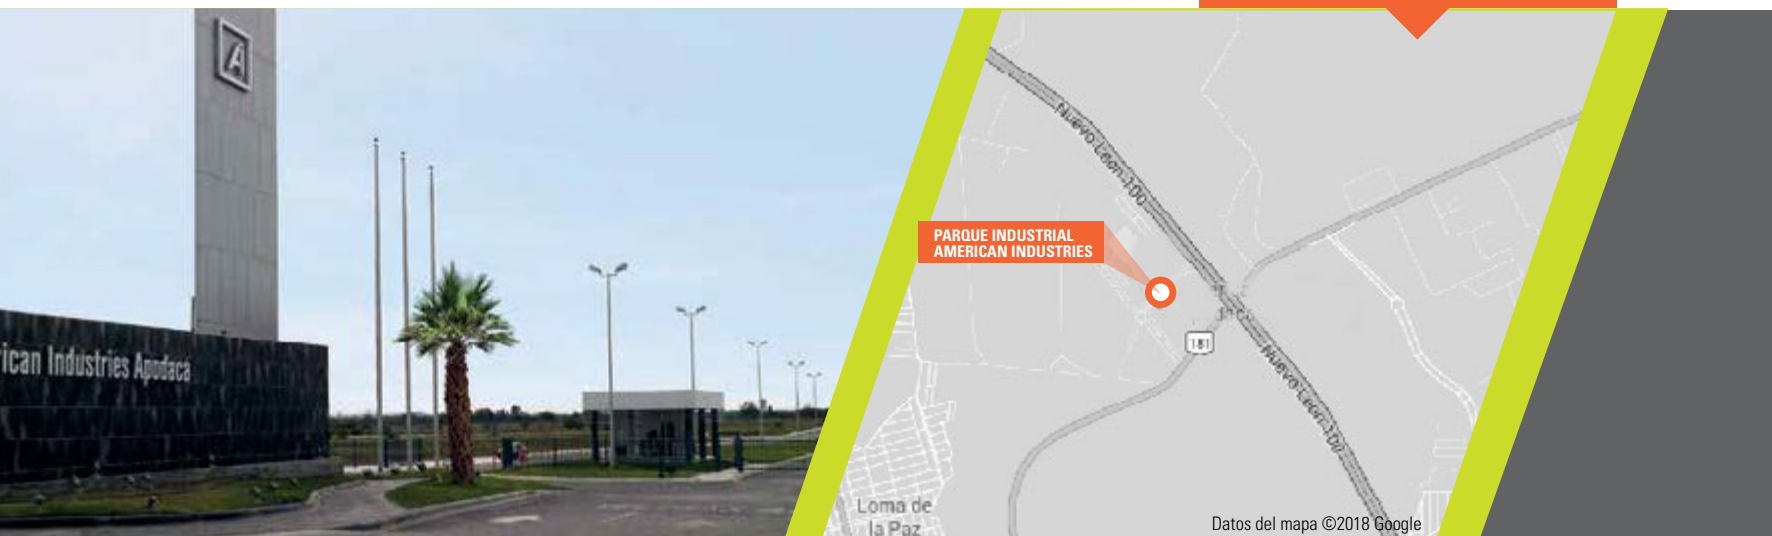 A
rican Industries Apodaca
Nuevo León 100
PARQUE INDUSTRIAL
AMERICAN INDUSTRIES
181
Nuevo León 100
Loma de
la Paz
Datos del mapa ©2018 Google